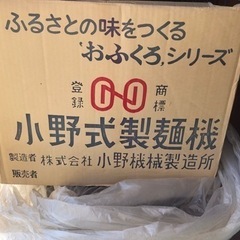 ふるさとの味をつくる
「おふくろ」シリーズ
登録 商標
小野式製麺機
製造者 株式会社 小野機械製造所
販売者